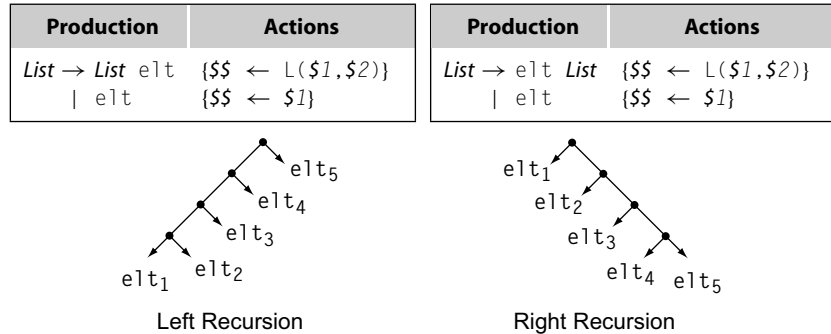 Production Actions
List → List elt {$$ ← L($1,$2)}
| elt {$$ ← $1}
Production Actions
List → elt List {$$ ← L($1,$2)}
| elt {$$ ← $1}
elt5
elt4
elt3
elt1 elt2
Left Recursion
elt1
elt2
elt3
elt4 elt5
Right Recursion